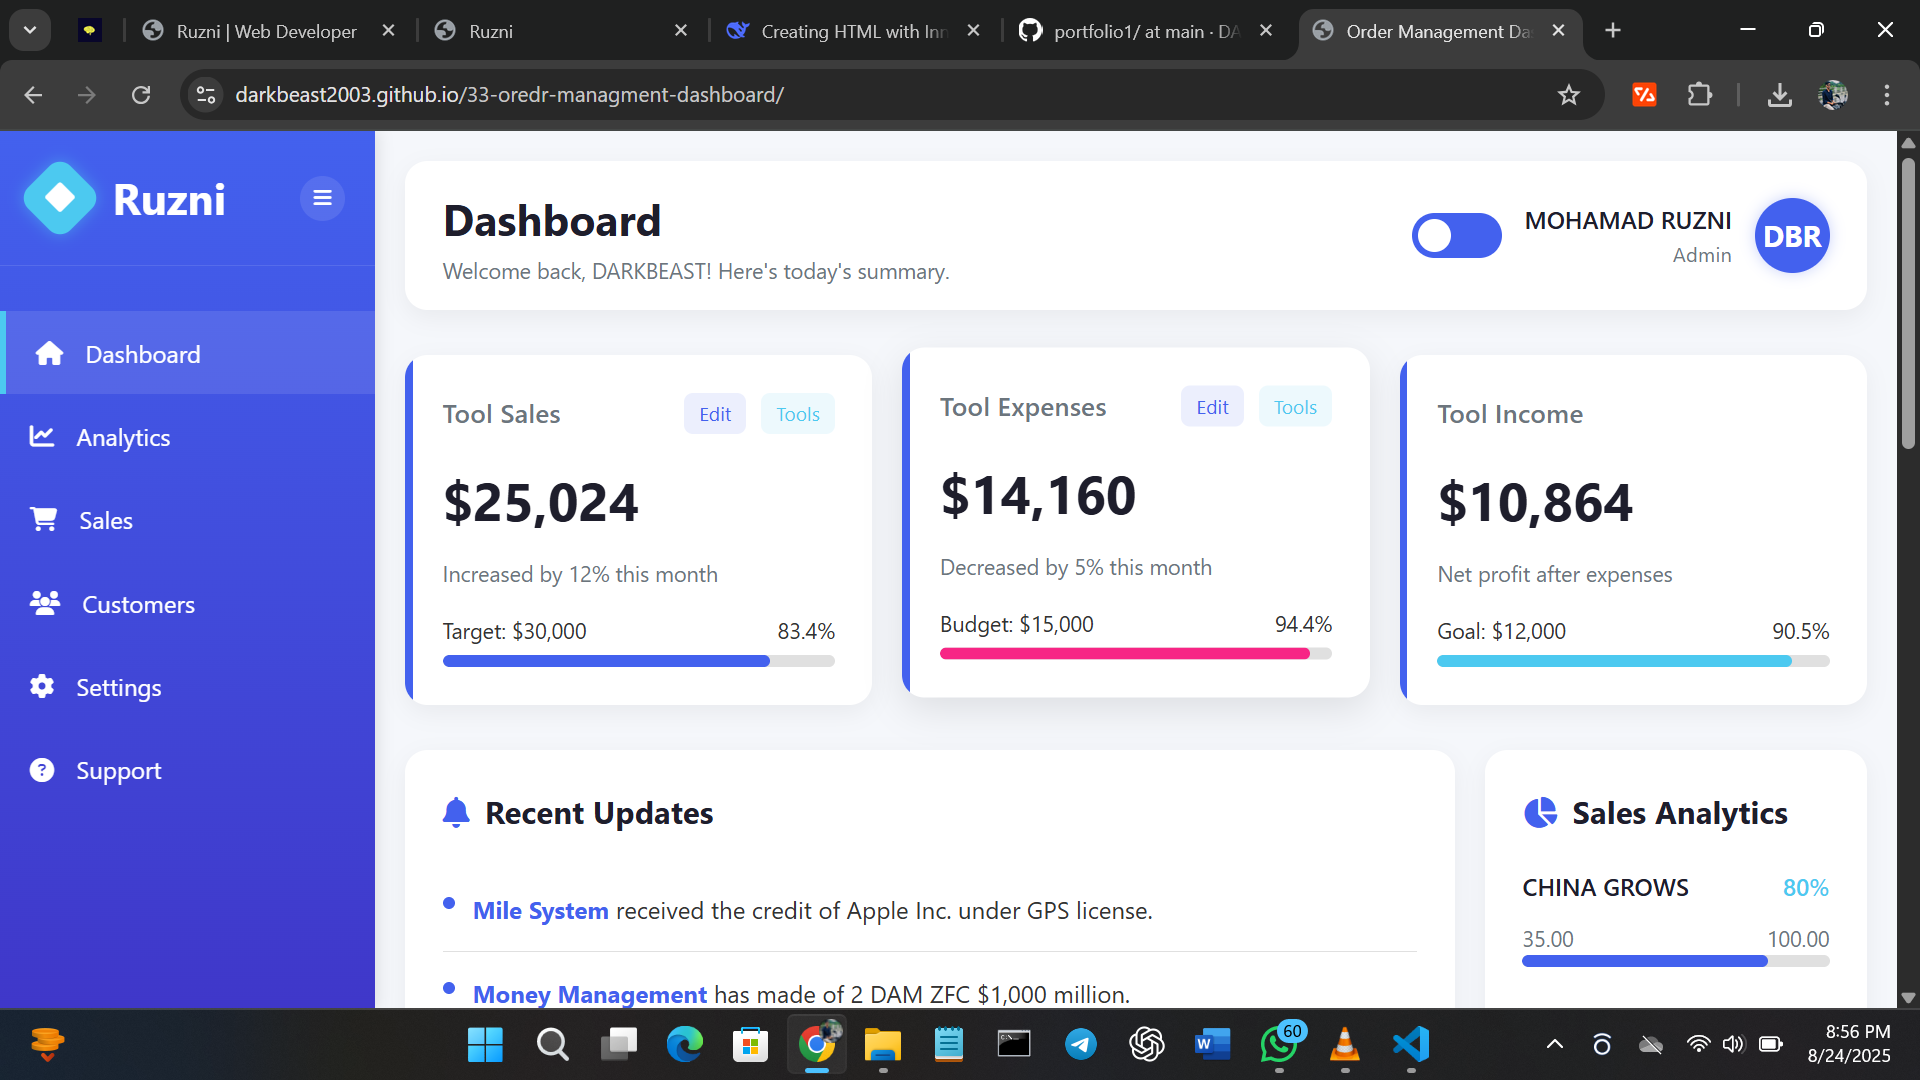 Ruzni | Web Developer
Ruzni
Creating HTML with Inn
portfolio1/ at main · DA
Order Management Da
darkbeast2003.github.io/33-oredr-managment-dashboard/
Ruzni
Dashboard
Analytics
Sales
Customers
Settings
Support
Dashboard
Welcome back, DARKBEAST! Here's today's summary.
MOHAMAD RUZNI
Admin
DBR
Tool Sales
Edit
Tools
$25,024
Increased by 12% this month
Target: $30,000
83.4%
Tool Expenses
Edit
Tools
$14,160
Decreased by 5% this month
Budget: $15,000
94.4%
Tool Income
$10,864
Net profit after expenses
Goal: $12,000
90.5%
Recent Updates
Mile System received the credit of Apple Inc. under GPS license.
Money Management has made of 2 DAM ZFC $1,000 million.
Sales Analytics
CHINA GROWS
80%
35.00
100.00
60
8:56 PM
8/24/2025